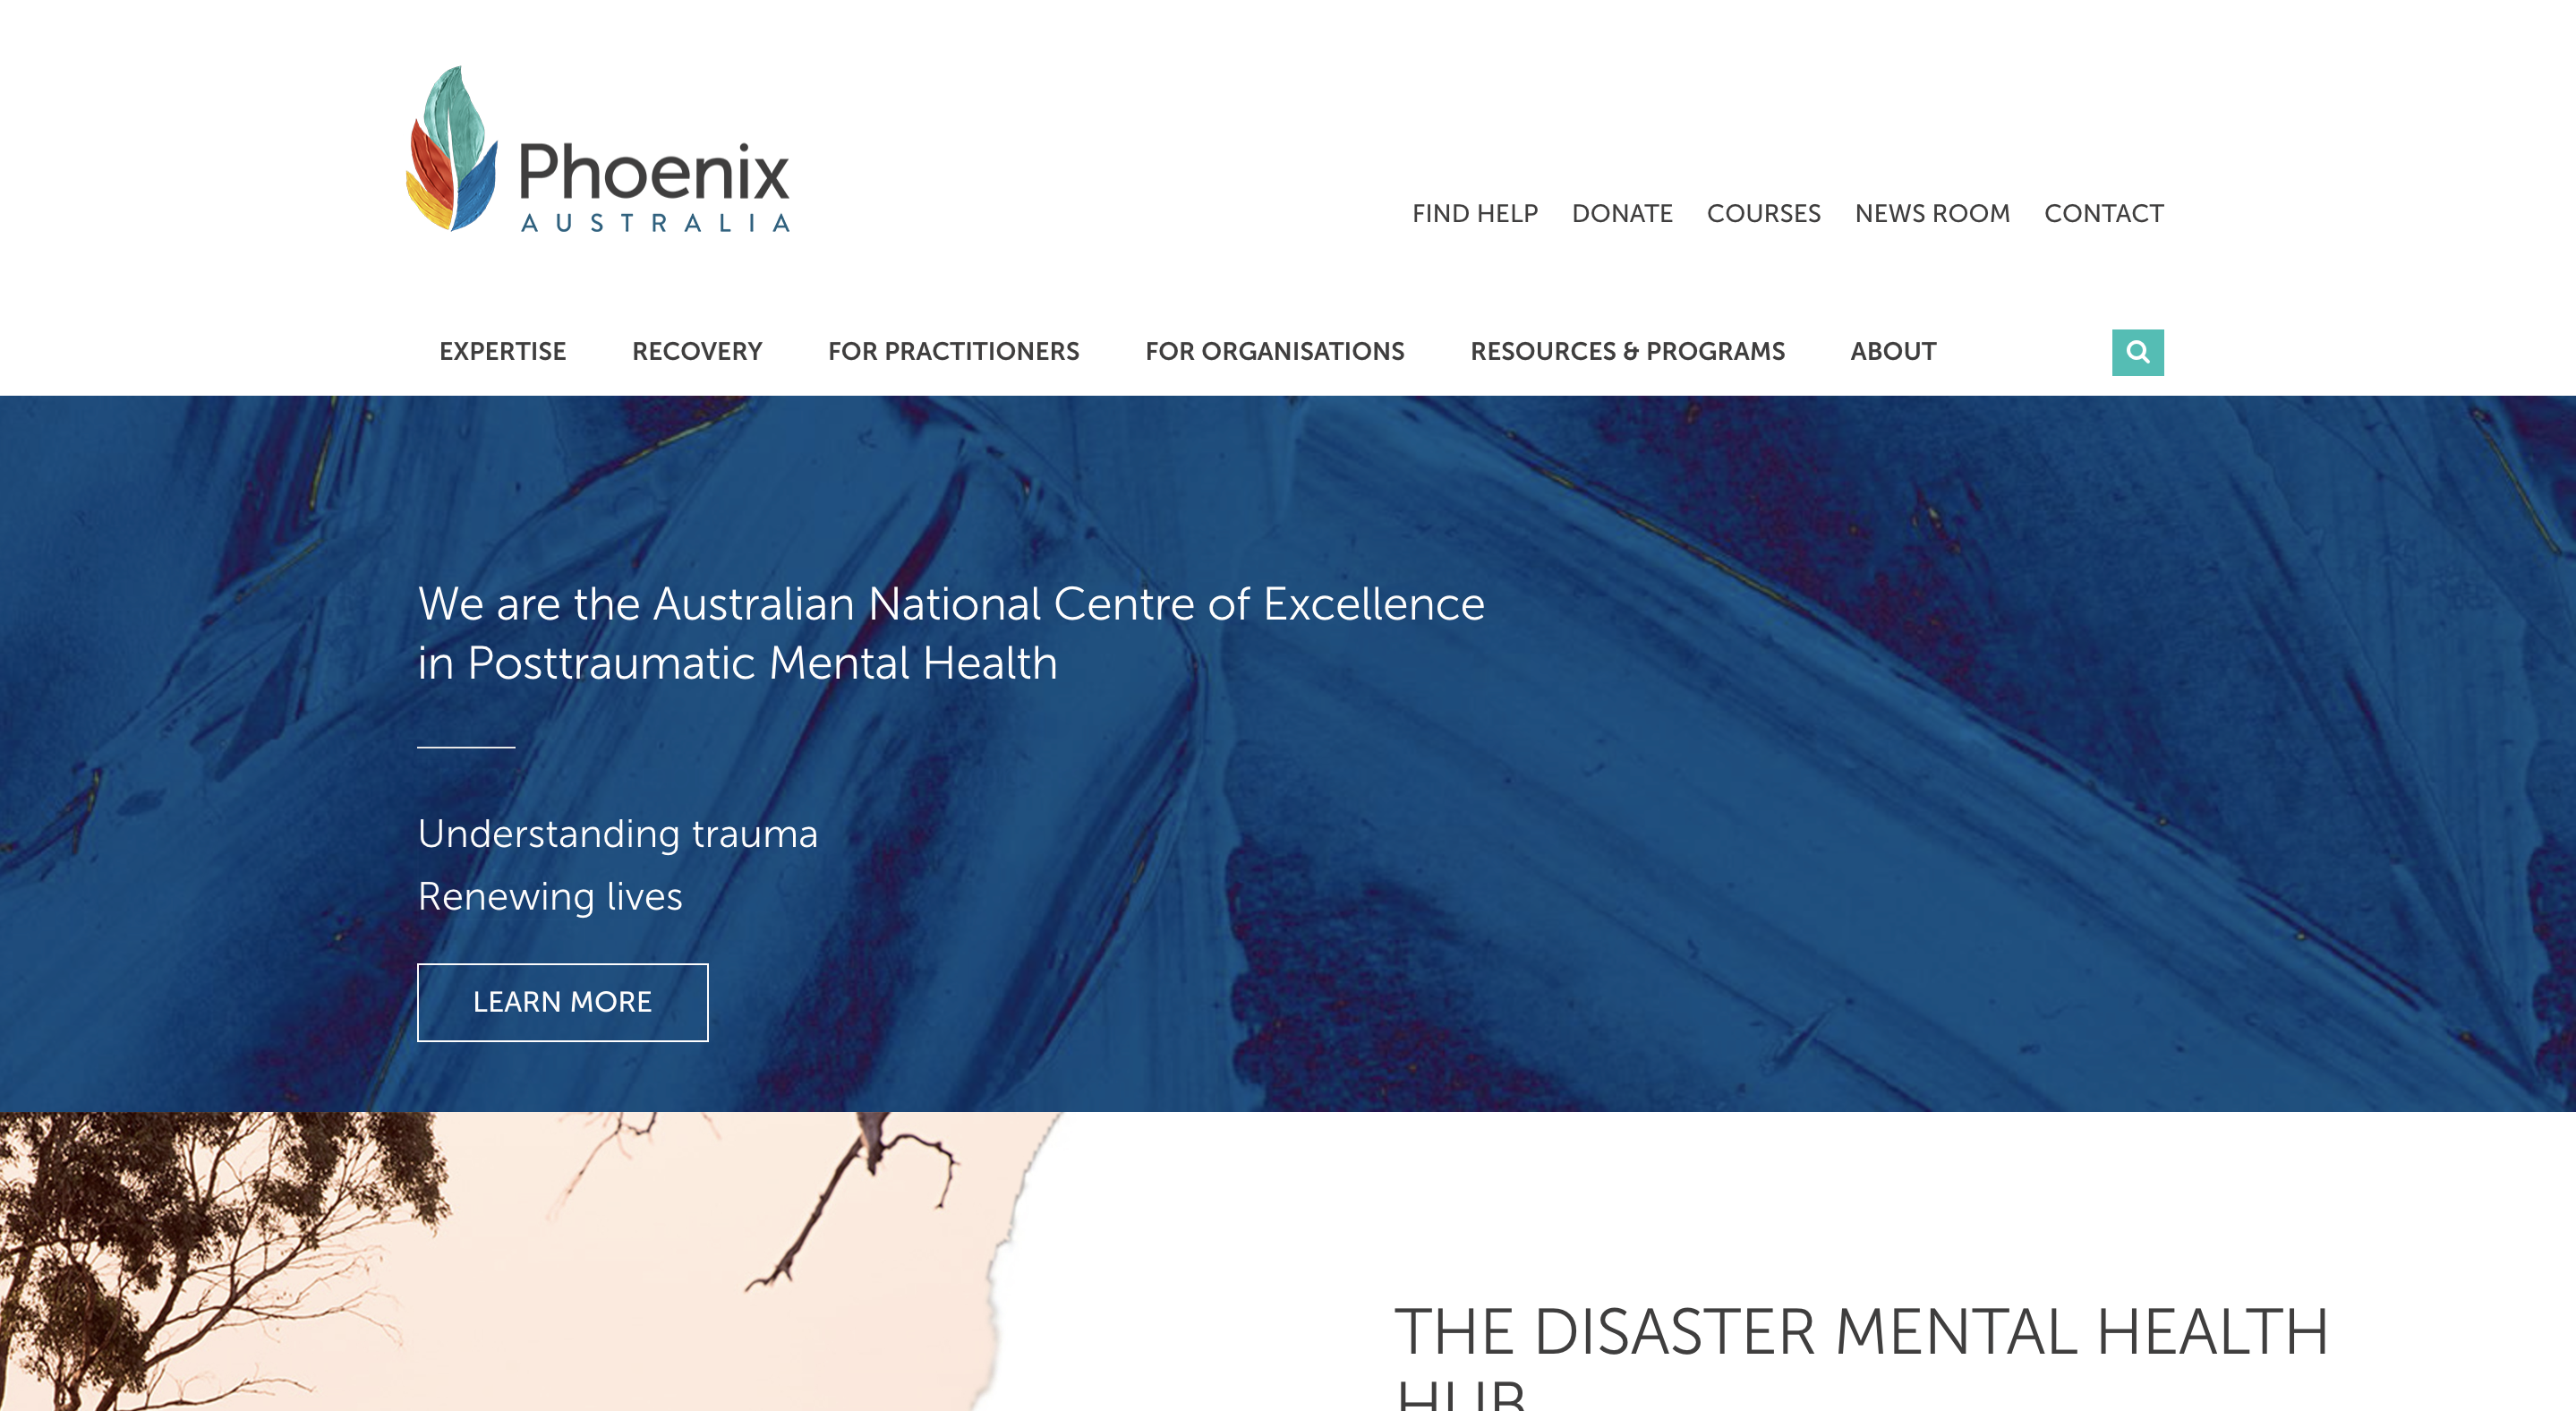 Phoenix
AUSTRALIA
FIND HELP DONATE COURSES NEWS ROOM CONTACT
EXPERTISE RECOVERY FOR PRACTITIONERS FOR ORGANISATIONS RESOURCES & PROGRAMS ABOUT
We are the Australian National Centre of Excellence
in Posttraumatic Mental Health
Understanding trauma
Renewing lives
LEARN MORE
THE DISASTER MENTAL HEALTH
HUB